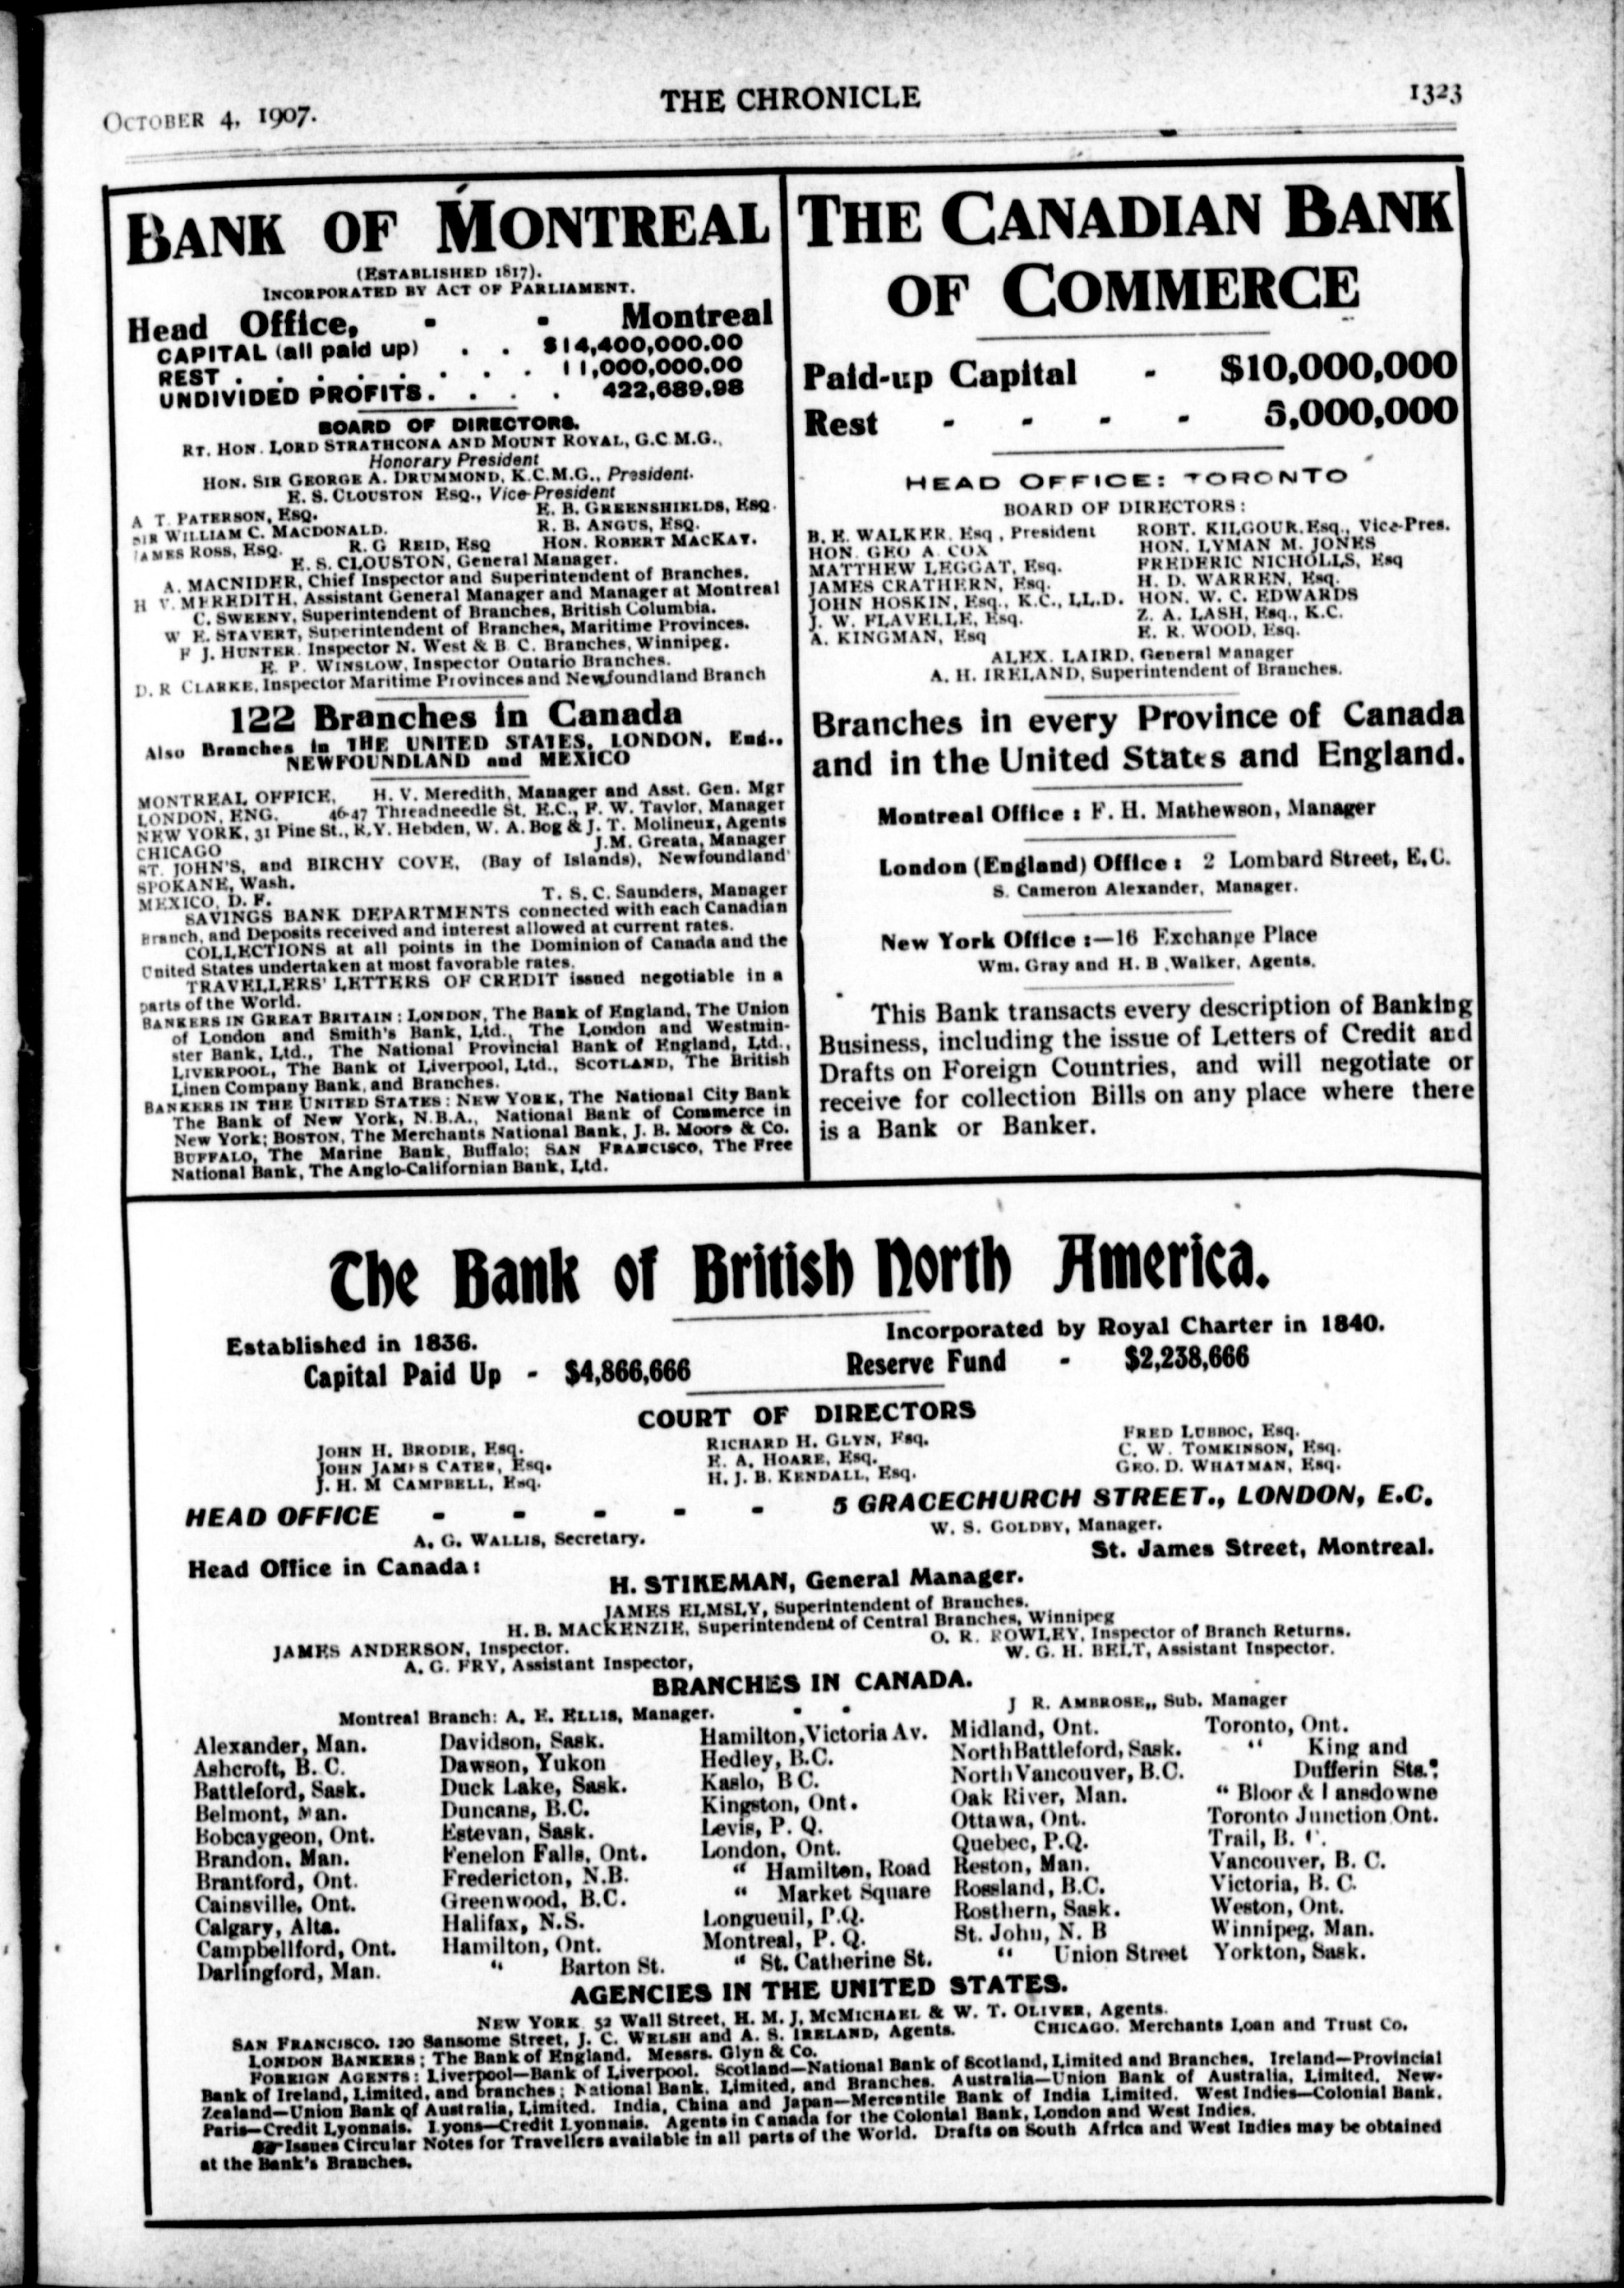 OCTOBER 4, 1907.
THE CHRONICLE
1323
BANK OF MONTREAL
(ESTABLISHED 1817).
INCORPORATED BY ACT OF PARLIAMENT.
Head Office, - - Montreal
CAPITAL (all paid up) . . $14,400,000.00
REST . . . . . . . 11,000,000.00
UNDIVIDED PROFITS . . . . 422,689.98
BOARD OF DIRECTORS.
RT. HON. LORD STRATHCONA AND MOUNT ROYAL, G.C.M.G.,
Honorary President
HON. SIR GEORGE A. DRUMMOND, K.C.M.G., President.
E. S. CLOUSTON ESQ., Vice-President
A T. PATERSON, ESQ. E. B. GREENSHIELDS, ESQ.
SIR WILLIAM C. MACDONALD. R. B. ANGUS, ESQ.
JAMES ROSS, ESQ. R. G REID, ESQ HON. ROBERT MACKAY.
E. S. CLOUSTON, General Manager.
A. MACNIDER, Chief Inspector and Superintendent of Branches.
H V. MEREDITH, Assistant General Manager and Manager at Montreal
C. SWEENY, Superintendent of Branches, British Columbia.
W E. STAVERT, Superintendent of Branches, Maritime Provinces.
F J. HUNTER. Inspector N. West & B C. Branches, Winnipeg.
E. P. WINSLOW, Inspector Ontario Branches.
D. R CLARKE, Inspector Maritime Provinces and Newfoundland Branch
122 Branches in Canada
Also Branches in THE UNITED STATES, LONDON, Eng.,
NEWFOUNDLAND and MEXICO
MONTREAL OFFICE, H. V. Meredith, Manager and Asst. Gen. Mgr
LONDON, ENG. 46-47 Threadneedle St. E.C., F. W. Taylor, Manager
NEW YORK, 31 Pine St., R.Y. Hebden, W. A. Bog & J. T. Molineux, Agents
CHICAGO J.M. Greata, Manager
ST. JOHN'S, and BIRCHY COVE, (Bay of Islands), Newfoundland
SPOKANE, Wash.
MEXICO, D. F. T. S. C. Saunders, Manager
SAVINGS BANK DEPARTMENTS connected with each Canadian
Branch, and Deposits received and interest allowed at current rates.
COLLECTIONS at all points in the Dominion of Canada and the
United States undertaken at most favorable rates.
TRAVELLERS' LETTERS OF CREDIT issued negotiable in a
parts of the World.
BANKERS IN GREAT BRITAIN: LONDON, The Bank of England, The Union
of London and Smith's Bank, Ltd., The London and Westmin-
ster Bank, Ltd., The National Provincial Bank of England, Ltd.,
LIVERPOOL, The Bank of Liverpool, Ltd., SCOTLAND, The British
Linen Company Bank, and Branches.
BANKERS IN THE UNITED STATES: NEW YORK, The National City Bank
The Bank of New York, N.B.A., National Bank of Commerce in
New York; BOSTON, The Merchants National Bank, J. B. Moors & Co.
BUFFALO, The Marine Bank, Buffalo; SAN FRANCISCO, The Free
National Bank, The Anglo-Californian Bank, Ltd.
THE CANADIAN BANK
OF COMMERCE
Paid-up Capital - $10,000,000
Rest - - - - 5,000,000
HEAD OFFICE: TORONTO
BOARD OF DIRECTORS:
B. E. WALKER, Esq., President ROBT. KILGOUR, Esq., Vice-Pres.
HON. GEO A. COX HON. LYMAN M. JONES
MATTHEW LEGGAT, Esq. FREDERIC NICHOLLS, Esq
JAMES CRATHERN, Esq. H. D. WARREN, Esq.
JOHN HOSKIN, Esq., K.C., LL.D. HON. W. C. EDWARDS
J. W. FLAVELLE, Esq. Z. A. LASH, Esq., K.C.
A. KINGMAN, Esq E. R. WOOD, Esq.
ALEX. LAIRD, General Manager
A. H. IRELAND, Superintendent of Branches.
Branches in every Province of Canada
and in the United States and England.
Montreal Office: F. H. Mathewson, Manager
London (England) Office: 2 Lombard Street, E.C.
S. Cameron Alexander, Manager.
New York Office:—16 Exchange Place
Wm. Gray and H. B. Walker, Agents.
This Bank transacts every description of Banking
Business, including the issue of Letters of Credit and
Drafts on Foreign Countries, and will negotiate or
receive for collection Bills on any place where there
is a Bank or Banker.
The Bank of British North America.
Established in 1836. Incorporated by Royal Charter in 1840.
Capital Paid Up - $4,866,666 Reserve Fund - $2,238,666
COURT OF DIRECTORS
JOHN H. BRODIE, Esq. RICHARD H. GLYN, Esq. FRED LUBBOC, Esq.
JOHN JAMES CATER, Esq. E. A. HOARE, Esq. C. W. TOMKINSON, Esq.
J. H. M CAMPBELL, Esq. H. J. B. KENDALL, Esq. GEO. D. WHATMAN, Esq.
HEAD OFFICE - - - - - 5 GRACECHURCH STREET., LONDON, E.C.
A. G. WALLIS, Secretary. W. S. GOLDBY, Manager.
Head Office in Canada: St. James Street, Montreal.
H. STIKEMAN, General Manager.
JAMES ELMSLY, Superintendent of Branches.
H. B. MACKENZIE, Superintendent of Central Branches, Winnipeg
JAMES ANDERSON, Inspector. O. R. ROWLEY, Inspector of Branch Returns.
A. G. FRY, Assistant Inspector, W. G. H. BELT, Assistant Inspector.
BRANCHES IN CANADA.
Montreal Branch: A. E. ELLIS, Manager. - - J R. AMBROSE,, Sub. Manager
Alexander, Man.
Ashcroft, B. C.
Battleford, Sask.
Belmont, Man.
Bobcaygeon, Ont.
Brandon, Man.
Brantford, Ont.
Cainsville, Ont.
Calgary, Alta.
Campbellford, Ont.
Darlingford, Man.
Davidson, Sask.
Dawson, Yukon
Duck Lake, Sask.
Duncans, B.C.
Estevan, Sask.
Fenelon Falls, Ont.
Fredericton, N.B.
Greenwood, B.C.
Halifax, N.S.
Hamilton, Ont.
" Barton St.
Hamilton, Victoria Av.
Hedley, B.C.
Kaslo, B C.
Kingston, Ont.
Levis, P. Q.
London, Ont.
" Hamilton, Road
" Market Square
Longueuil, P.Q.
Montreal, P. Q.
" St. Catherine St.
Midland, Ont.
North Battleford, Sask.
North Vancouver, B.C.
Oak River, Man.
Ottawa, Ont.
Quebec, P.Q.
Reston, Man.
Rossland, B.C.
Rosthern, Sask.
St. John, N. B
" Union Street
Toronto, Ont.
" King and
Dufferin Sts.
" Bloor & Lansdowne
Toronto Junction Ont.
Trail, B. C.
Vancouver, B. C.
Victoria, B. C.
Weston, Ont.
Winnipeg, Man.
Yorkton, Sask.
AGENCIES IN THE UNITED STATES.
NEW YORK 52 Wall Street, H. M. J. MCMICHAEL & W. T. OLIVER, Agents.
SAN FRANCISCO. 120 Sansome Street, J. C. WELSH and A. S. IRELAND, Agents. CHICAGO. Merchants Loan and Trust Co.
LONDON BANKERS: The Bank of England. Messrs. Glyn & Co.
FOREIGN AGENTS: Liverpool—Bank of Liverpool. Scotland—National Bank of Scotland, Limited and Branches. Ireland—Provincial
Bank of Ireland, Limited, and branches; National Bank, Limited, and Branches. Australia—Union Bank of Australia, Limited. New-
Zealand—Union Bank of Australia, Limited. India, China and Japan—Mercantile Bank of India Limited. West Indies—Colonial Bank.
Paris—Credit Lyonnais. Lyons—Credit Lyonnais. Agents in Canada for the Colonial Bank, London and West Indies.
Issues Circular Notes for Travellers available in all parts of the World. Drafts on South Africa and West Indies may be obtained
at the Bank's Branches.